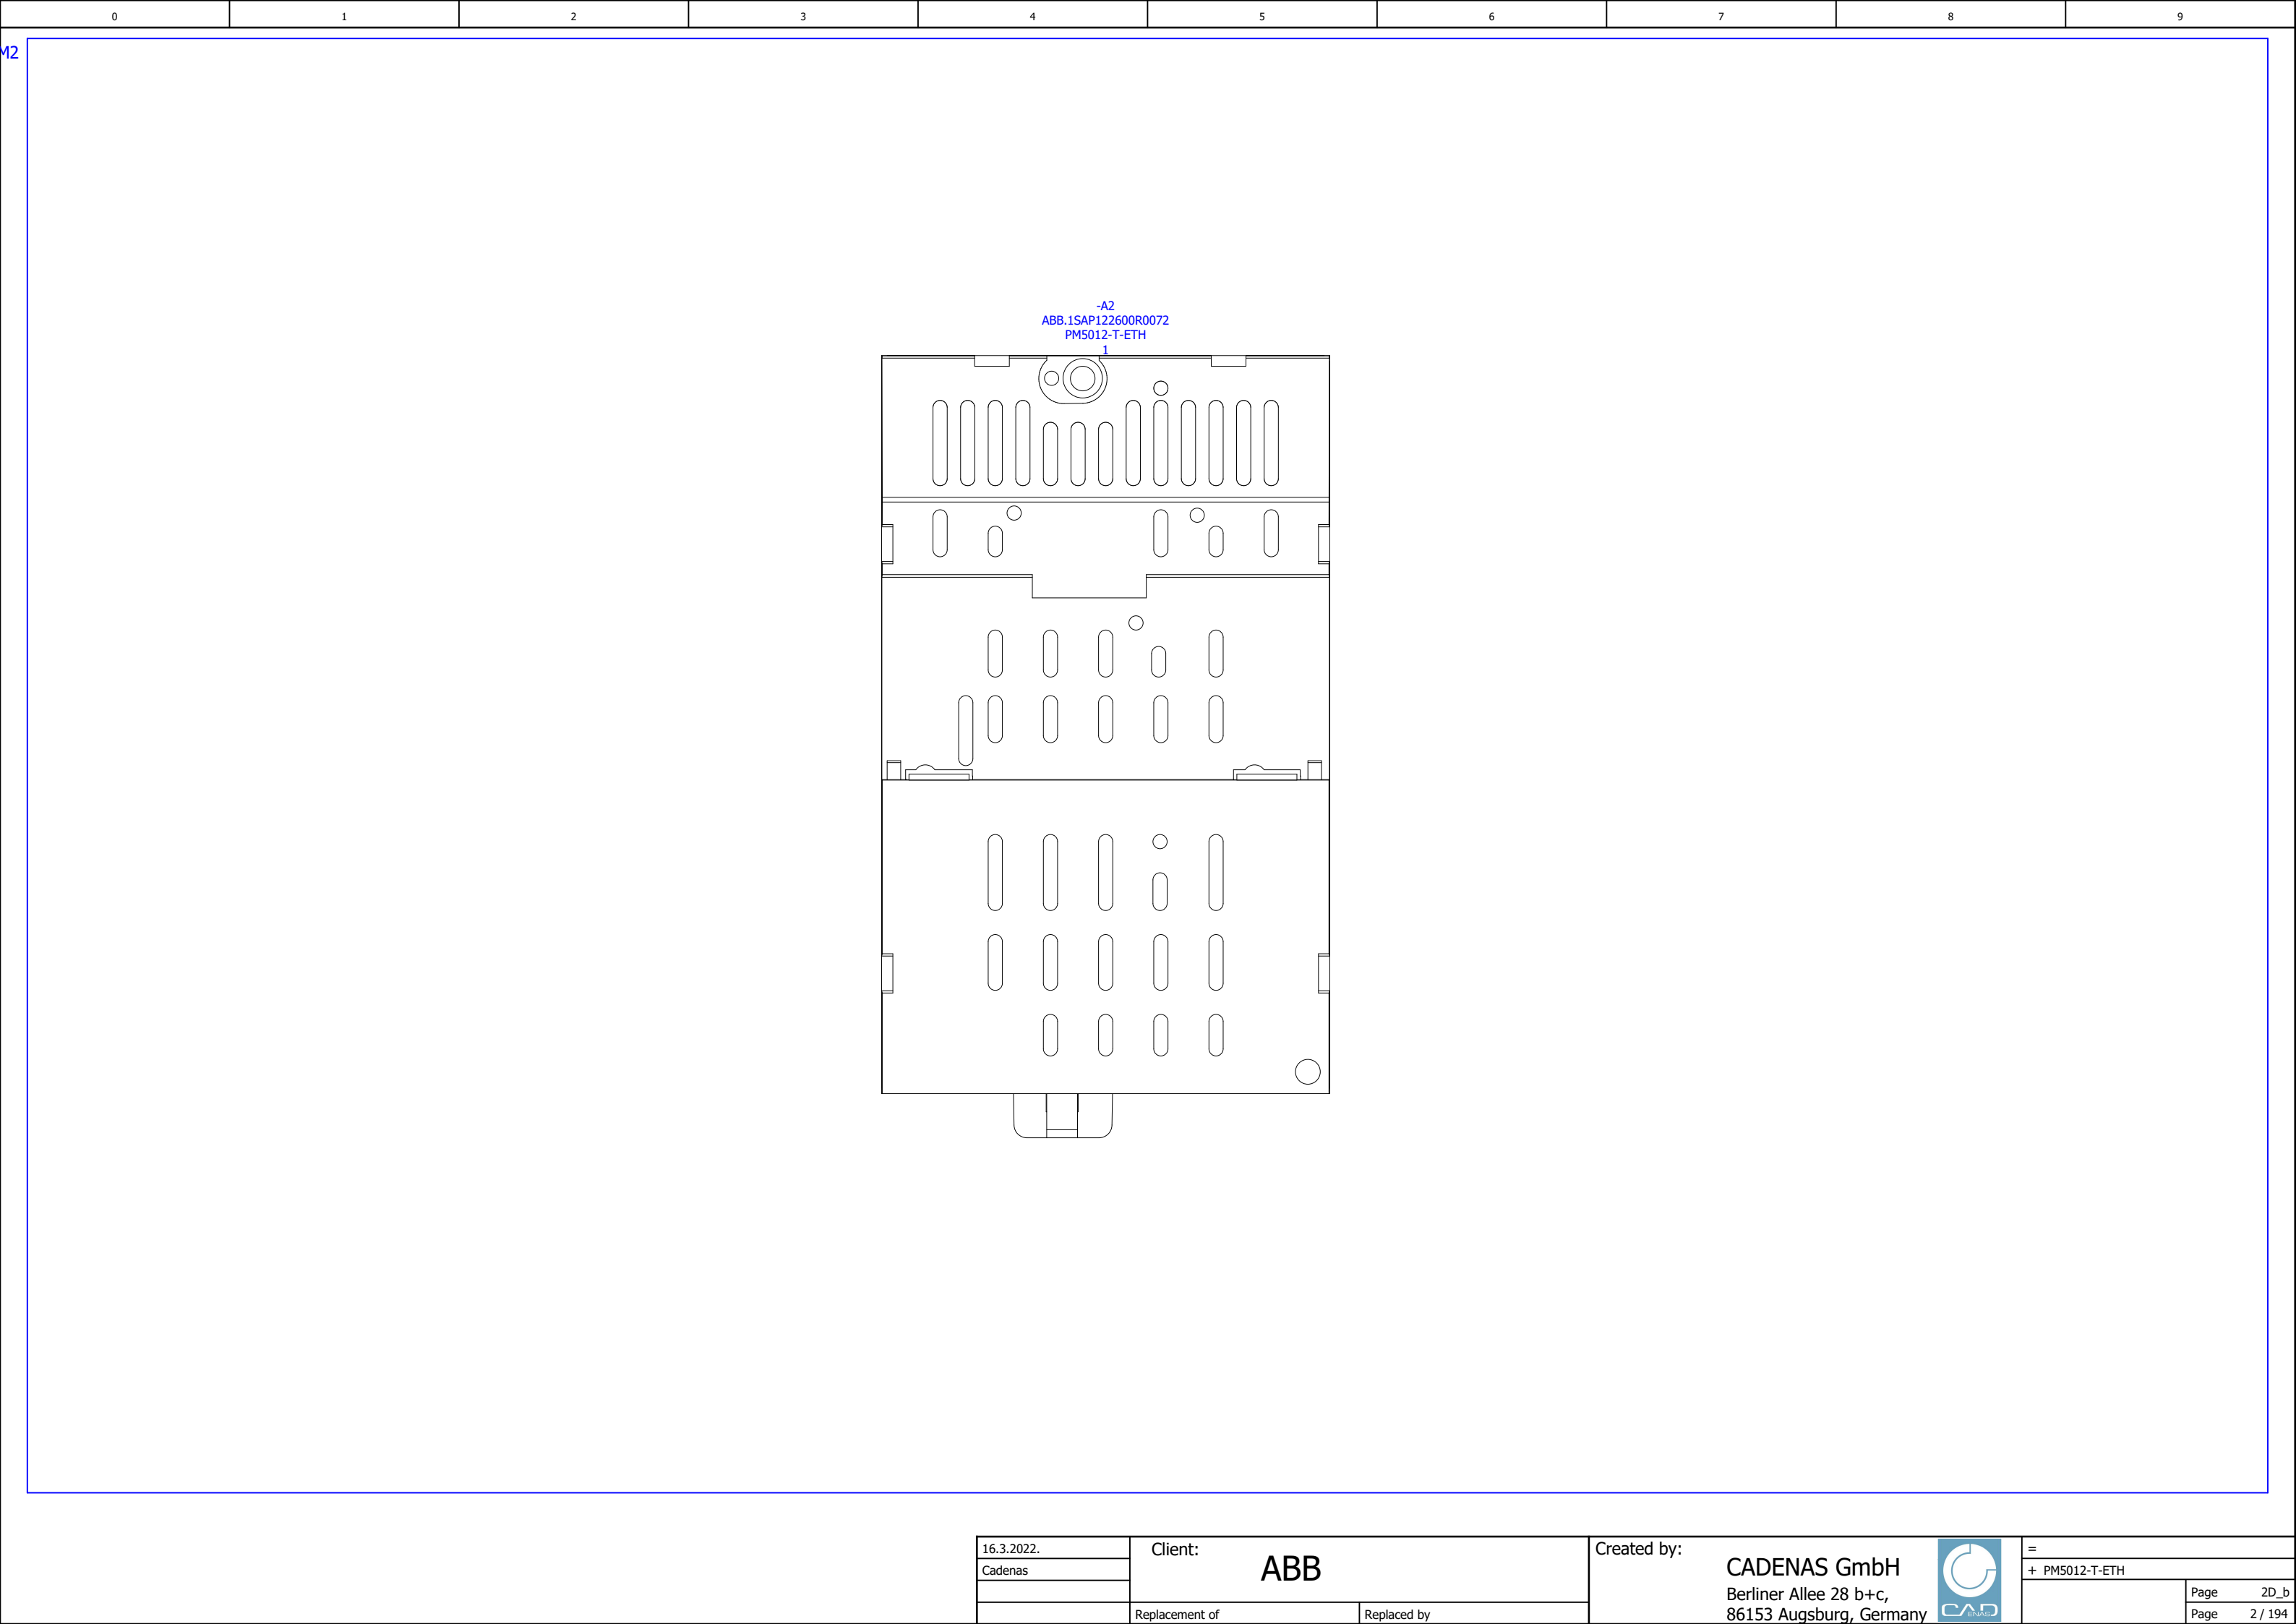 0 1 2 3 4 5 6 7 8 9
M2
-A2
ABB.1SAP122600R0072
PM5012-T-ETH
1
16.3.2022.
Cadenas
Client:
ABB
Replacement of
Replaced by
Created by:
CADENAS GmbH
Berliner Allee 28 b+c,
86153 Augsburg, Germany
CADENAS
=
+ PM5012-T-ETH
Page 2D_b
Page 2 / 194